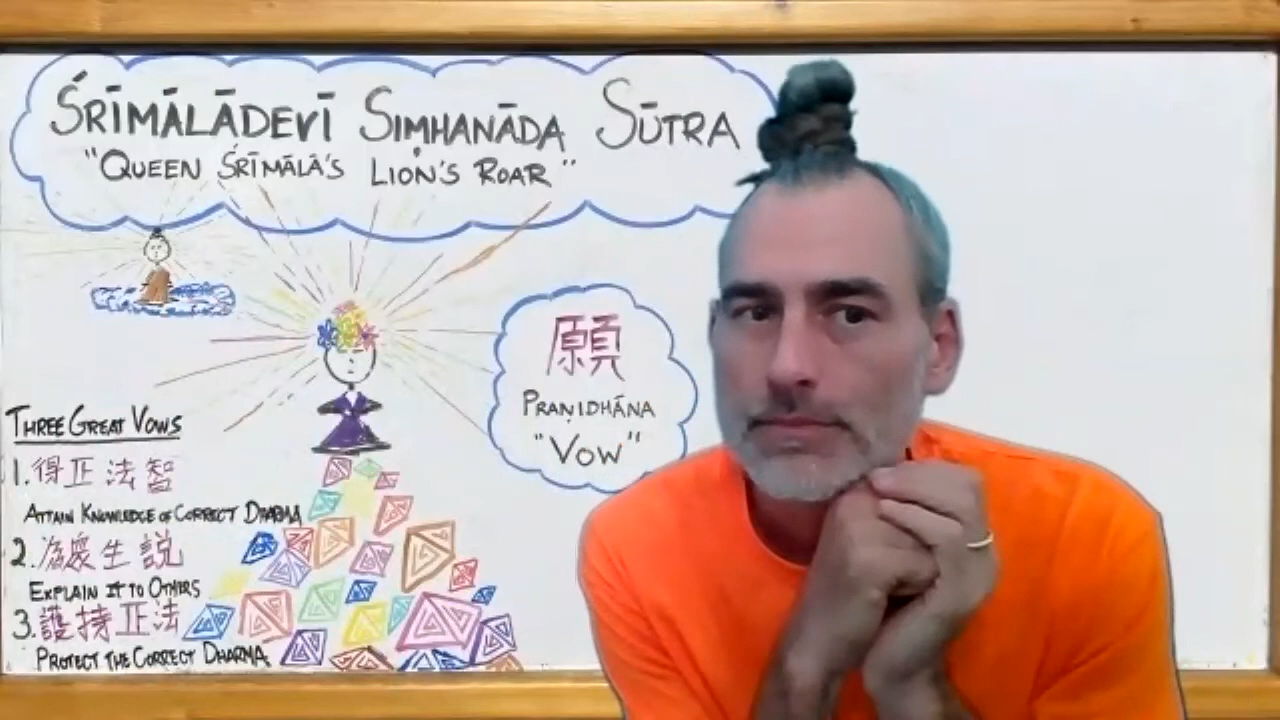 ŚRĪMĀLĀDEVĪ SIṂHANĀDA SŪTRA
"QUEEN ŚRĪMĀLĀ'S LION'S ROAR"
願
PRAṆIDHĀNA
"VOW"
THREE GREAT VOWS
1. 得正法智
ATTAIN KNOWLEDGE OF CORRECT DHARMA
2. 為衆生説
EXPLAIN IT TO OTHERS
3. 護持正法
PROTECT THE CORRECT DHARMA